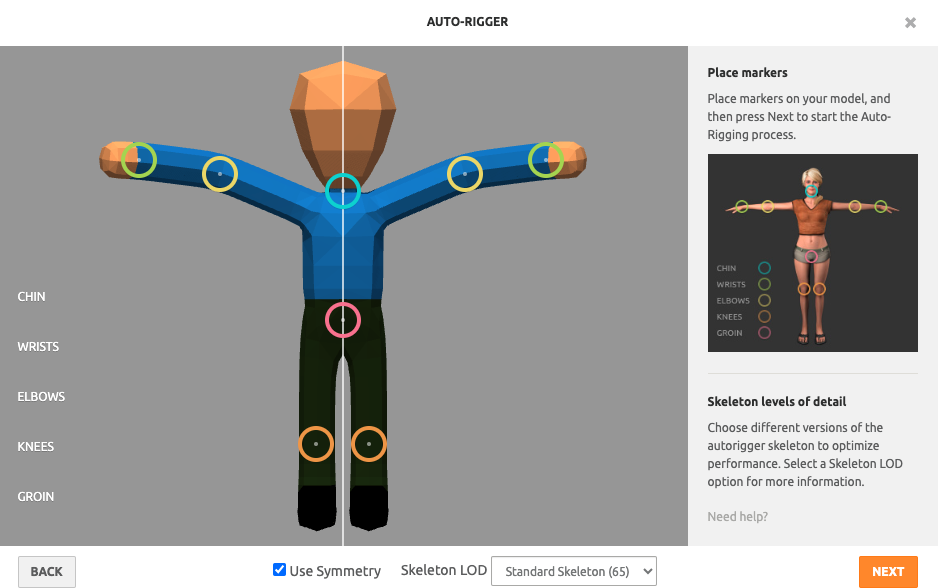 AUTO-RIGGER
Place markers
Place markers on your model, and
then press Next to start the Auto-
Rigging process.
CHIN
WRISTS
ELBOWS
KNEES
GROIN
CHIN
WRISTS
ELBOWS
KNEES
GROIN
Skeleton levels of detail
Choose different versions of the
autorigger skeleton to optimize
performance. Select a Skeleton LOD
option for more information.
Need help?
BACK
Use Symmetry
Skeleton LOD
Standard Skeleton (65)
NEXT